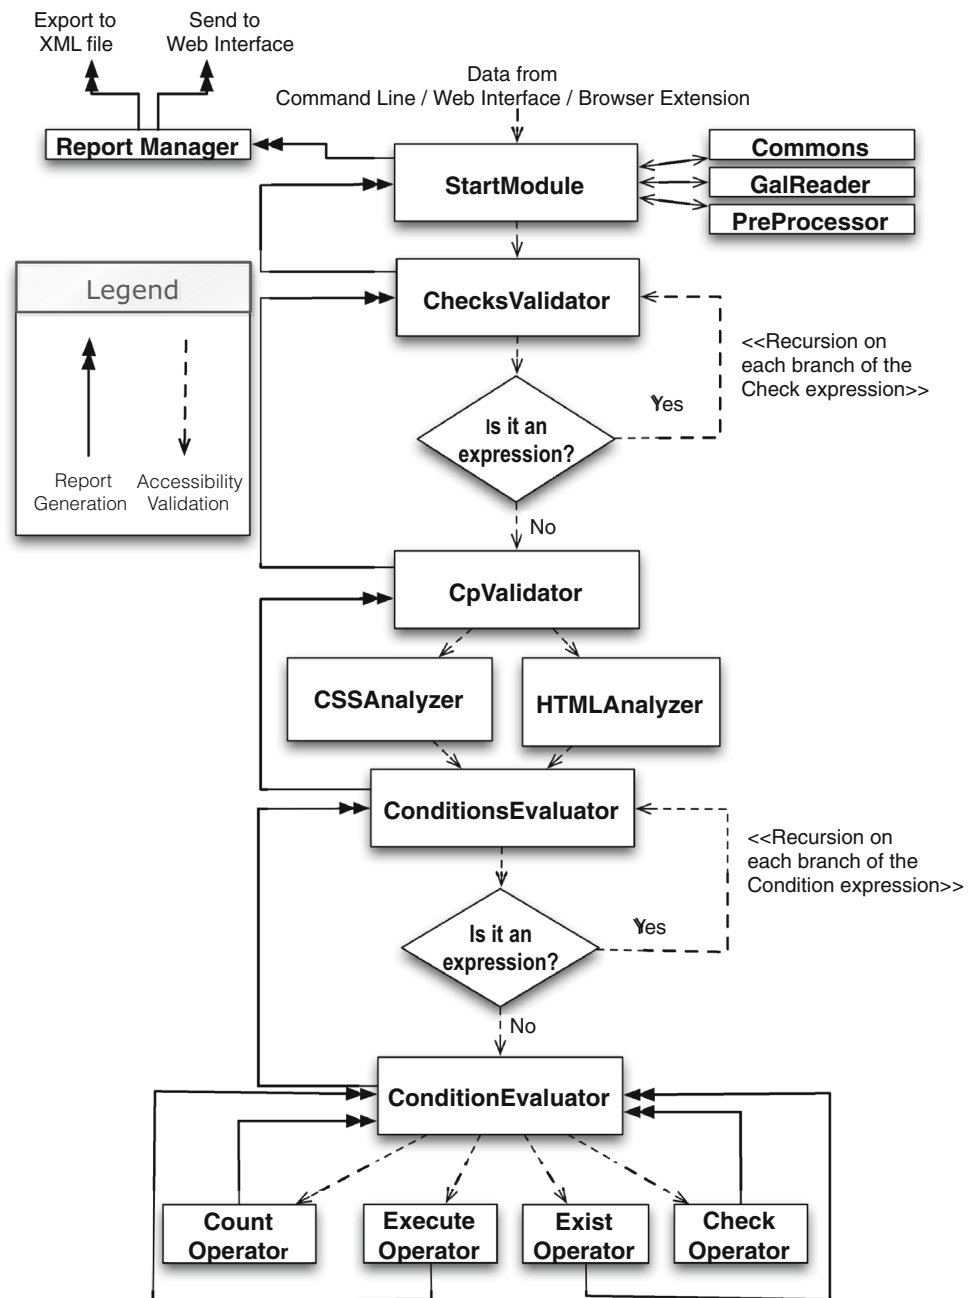 Export to
XML file
Send to
Web Interface
Data from
Command Line / Web Interface / Browser Extension
Report Manager
StartModule
Commons
GalReader
PreProcessor
Legend
Report
Generation
Accessibility
Validation
ChecksValidator
<<Recursion on
each branch of the
Check expression>>
Yes
Is it an
expression?
No
CpValidator
CSSAnalyzer
HTMLAnalyzer
ConditionsEvaluator
<<Recursion on
each branch of the
Condition expression>>
Yes
Is it an
expression?
No
ConditionEvaluator
Count
Operator
Execute
Operator
Exist
Operator
Check
Operator